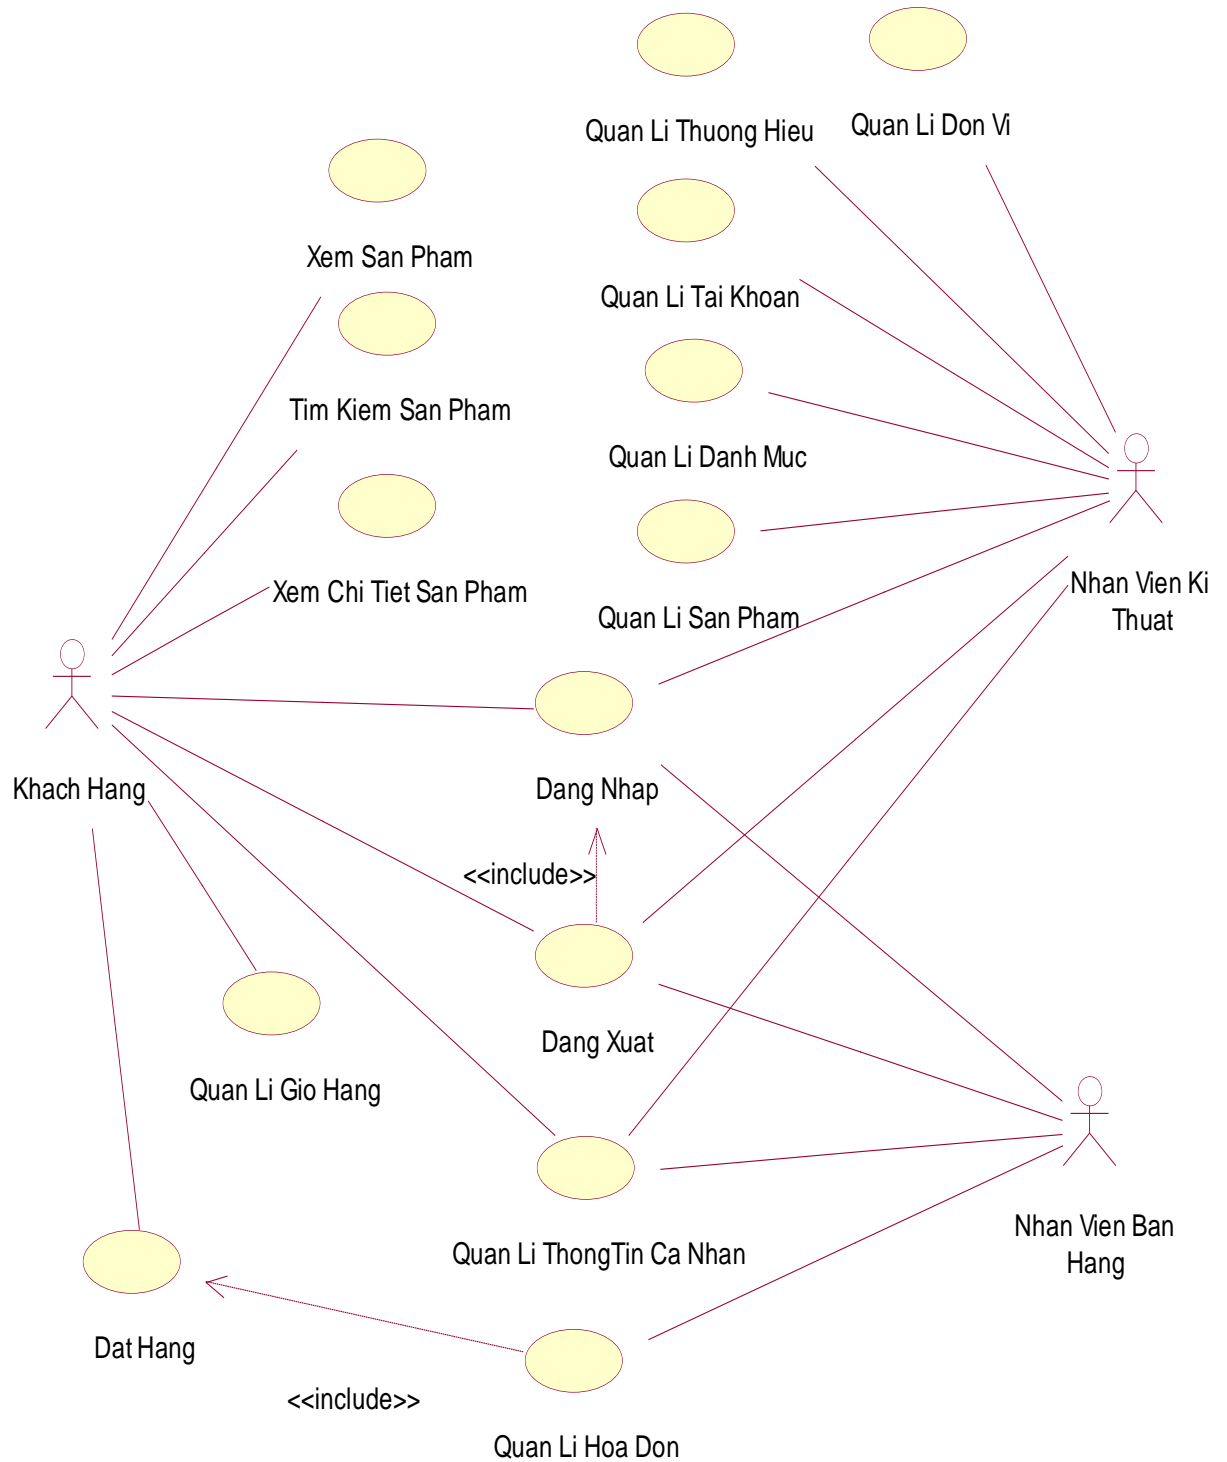 Quan Li Thuong Hieu
Quan Li Don Vi
Xem San Pham
Quan Li Tai Khoan
Tim Kiem San Pham
Quan Li Danh Muc
Xem Chi Tiet San Pham
Quan Li San Pham
Nhan Vien Ki
Thuat
Khach Hang
Dang Nhap
<<include>>
Dang Xuat
Quan Li Gio Hang
Quan Li ThongTin Ca Nhan
Nhan Vien Ban
Hang
Dat Hang
<<include>>
Quan Li Hoa Don